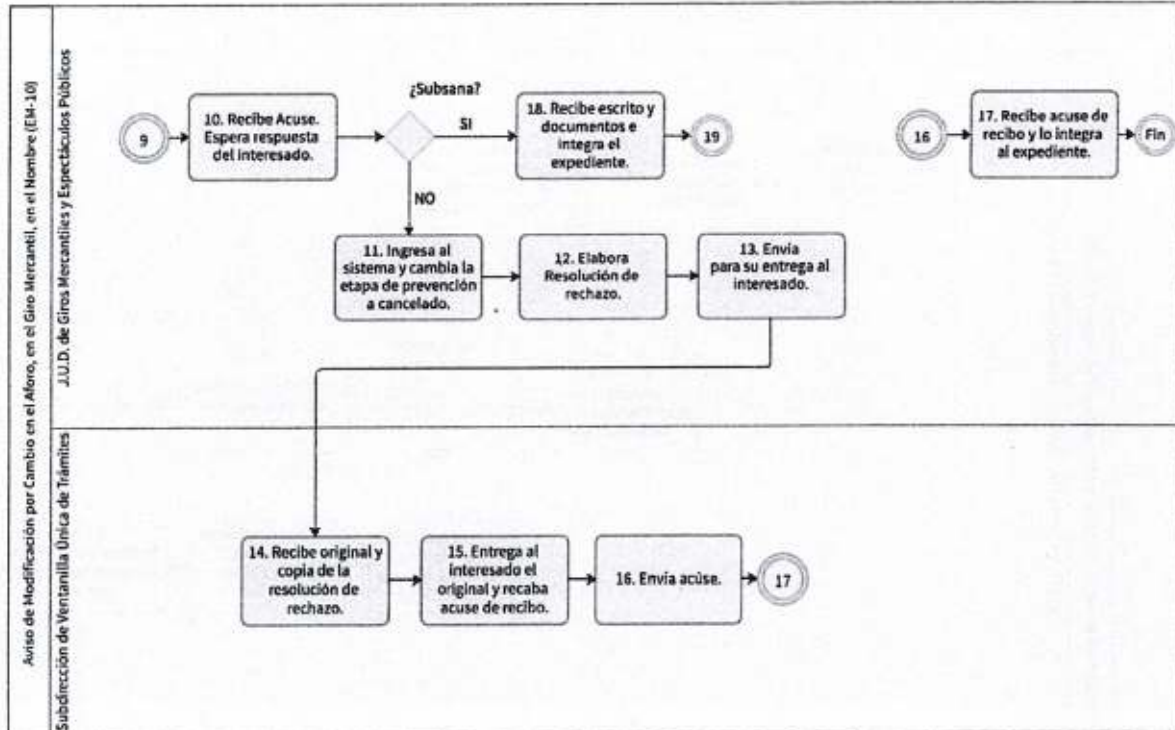 Aviso de Modificación por Cambio en el Aforo, en el Giro Mercantil, en el Nombre (EM-10)
J.U.D. de Giros Mercantiles y Espectáculos Públicos
¿Subsana?
9
10. Recibe Acuse.
Espera respuesta
del interesado.
SI
18. Recibe escrito y
documentos e
integra el
expediente.
19
16
17. Recibe acuse de
recibo y lo integra
al expediente.
Fin
NO
11. Ingresa al
sistema y cambia la
etapa de prevención
a cancelado.
12. Elabora
Resolución de
rechazo.
13. Envía
para su entrega al
interesado.
Subdirección de Ventanilla Única de Trámites
14. Recibe original y
copia de la
resolución de
rechazo.
15. Entrega al
interesado el
original y recaba
acuse de recibo.
16. Envía acúse.
17